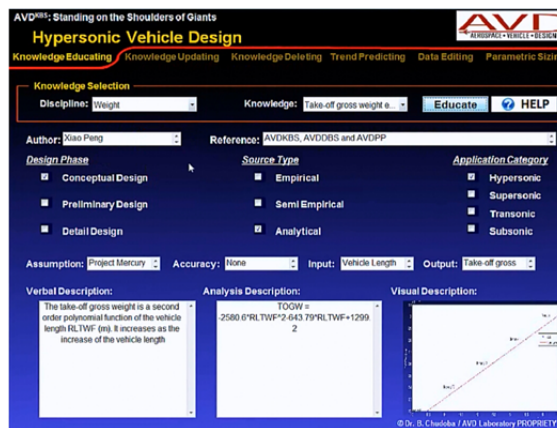 AVDKBS: Standing on the Shoulders of Giants
AVD
AEROSPACE • VEHICLE • DESIGN
Hypersonic Vehicle Design
Knowledge Educating Knowledge Updating Knowledge Deleting Trend Predicting Data Editing Parametric Sizin
Knowledge Selection
Discipline: Weight Knowledge: Take-off gross weight e... Educate ? HELP
Author: Xiao Peng Reference: AVDKBS, AVDDBS and AVDPP
Design Phase Source Type Application Category
Conceptual Design Empirical Hypersonic
Supersonic
Preliminary Design Semi Empirical
Transonic
Detail Design Analytical Subsonic
Assumption: Project Mercury Accuracy: None Input: Vehicle Length Output: Take-off gross
Verbal Description: Analysis Description: Visual Description:
The take-off gross weight is a second TOGW =
order polynomial function of the vehicle -2580.6*RLTWF^2-643.79*RLTWF+1299.
length RLTWF (m). It increases as the 2
increase of the vehicle length
© Dr. B. Chudoba / AVD Laboratory PROPRIETY